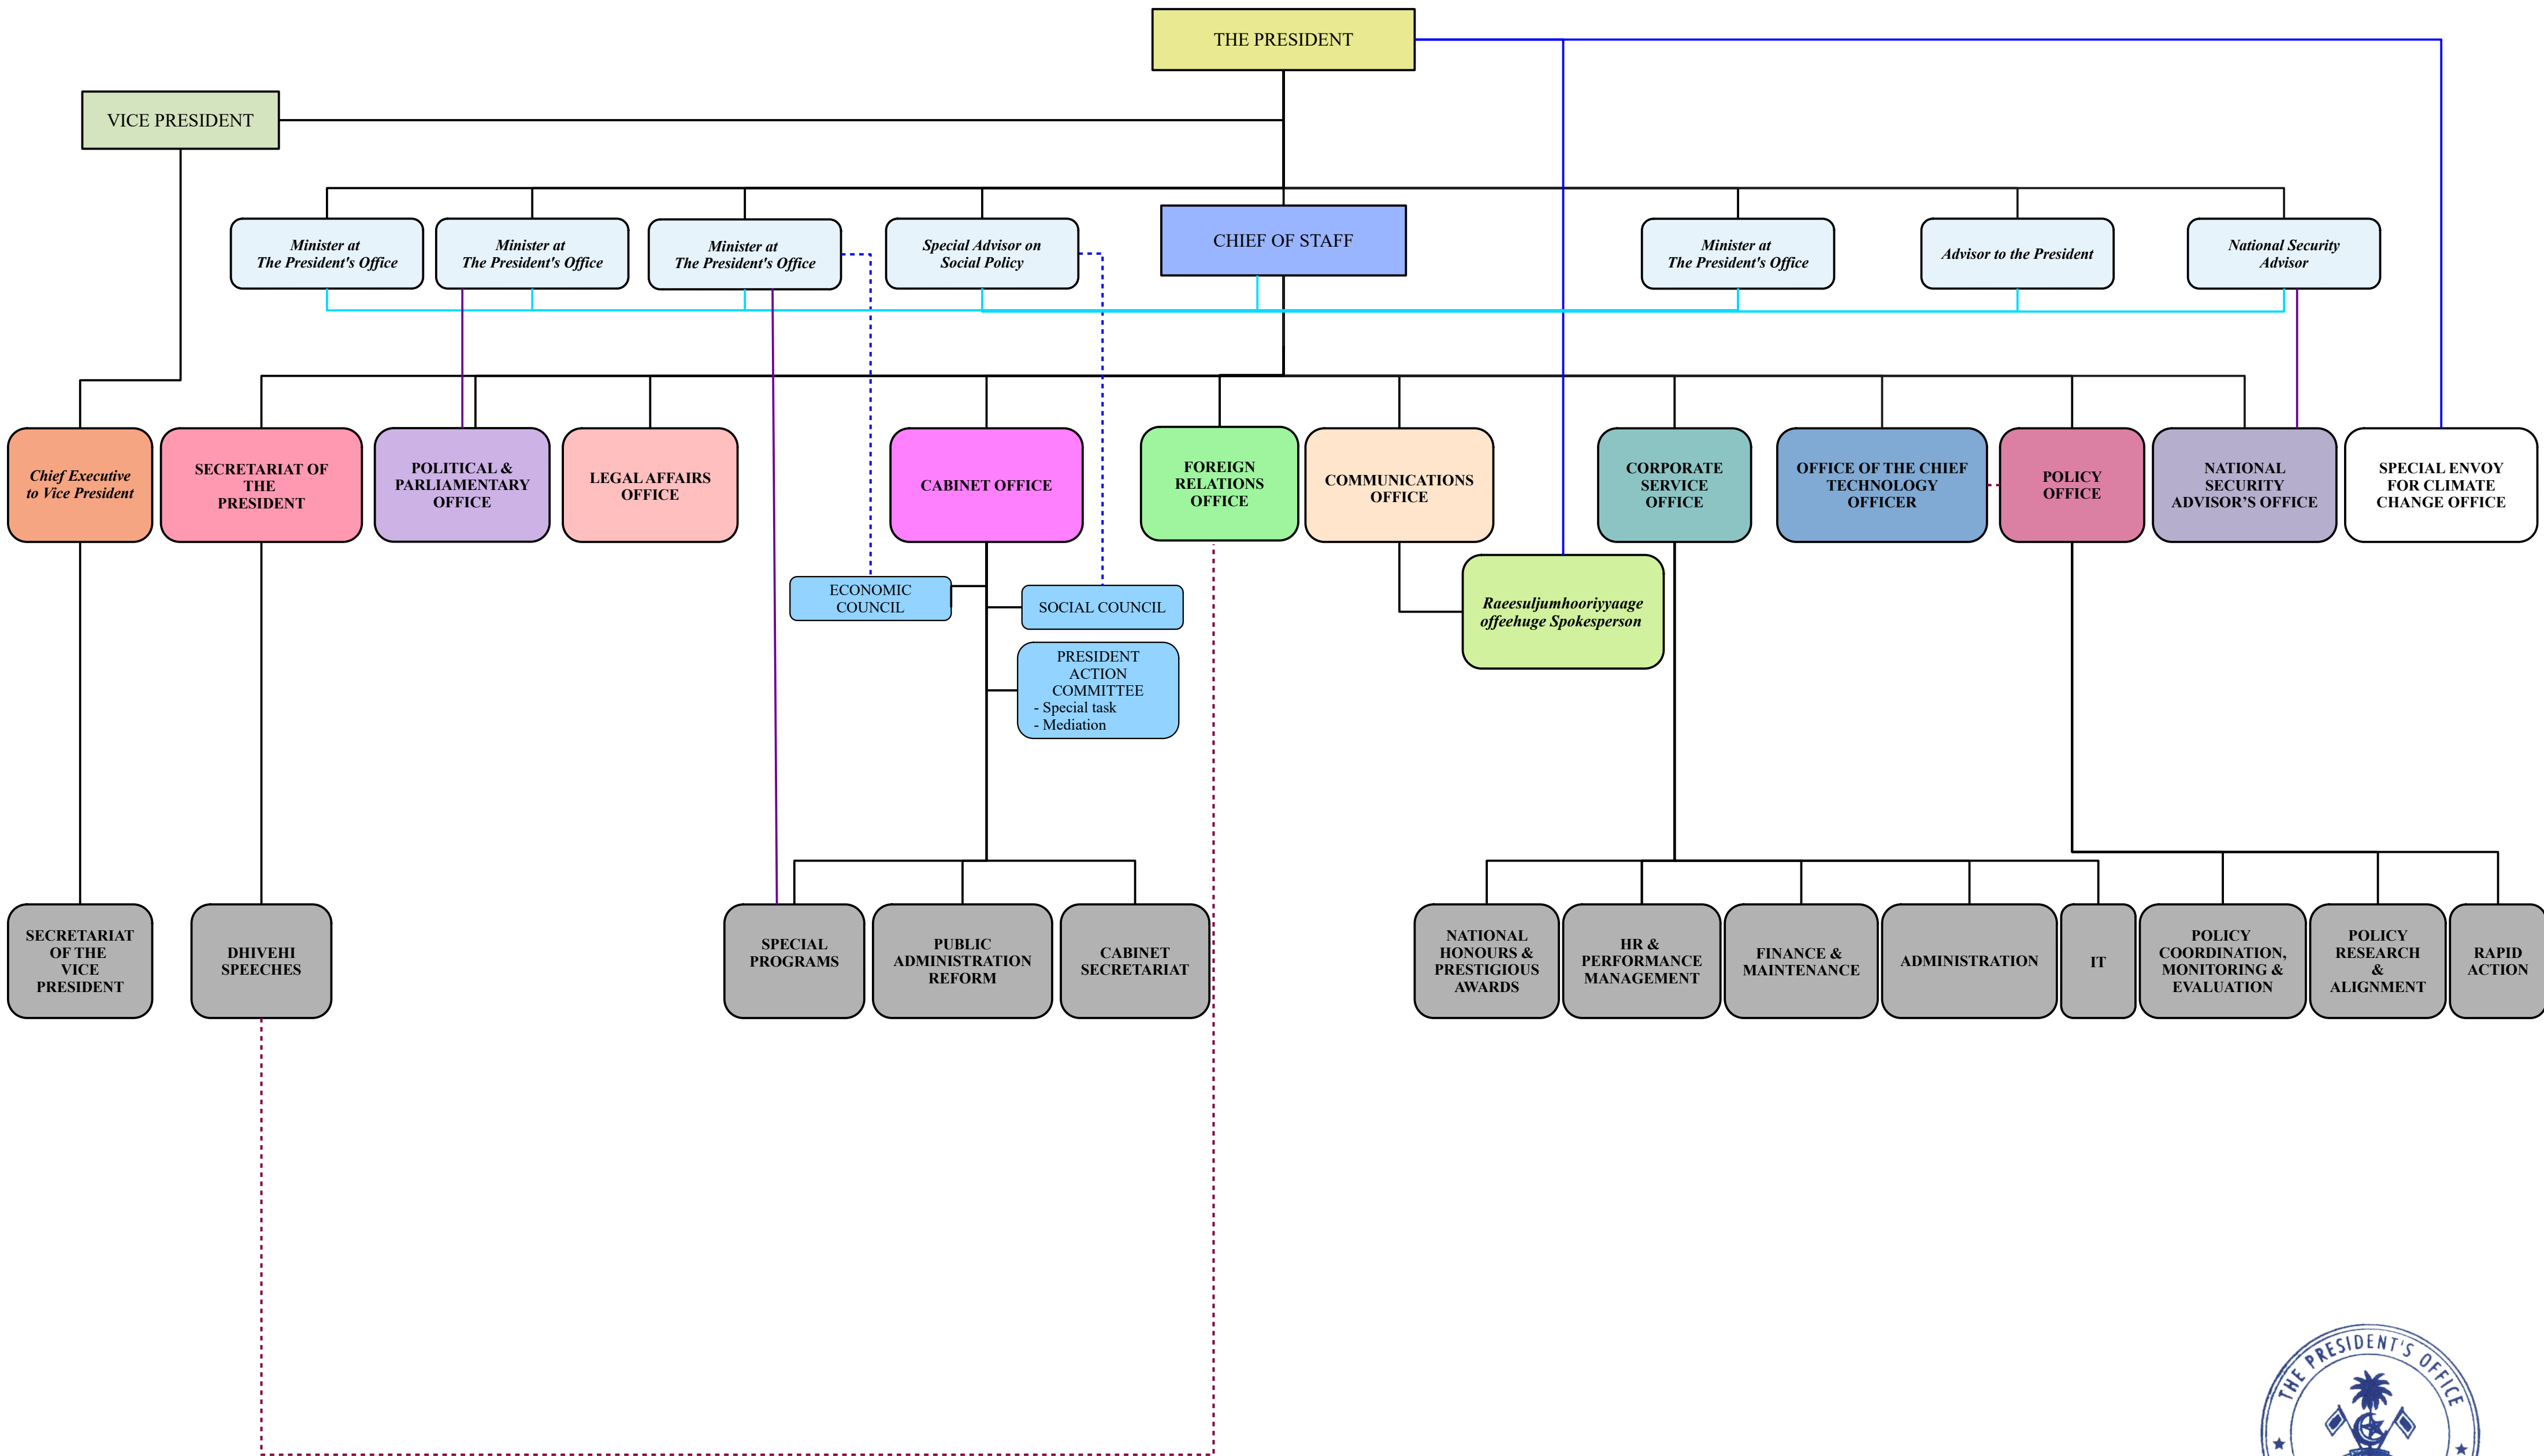 THE PRESIDENT
VICE PRESIDENT
Minister at
The President's Office
Minister at
The President's Office
Minister at
The President's Office
Special Advisor on
Social Policy
CHIEF OF STAFF
Minister at
The President's Office
Advisor to the President
National Security
Advisor
Chief Executive
to Vice President
SECRETARIAT OF
THE
PRESIDENT
POLITICAL &
PARLIAMENTARY
OFFICE
LEGAL AFFAIRS
OFFICE
CABINET OFFICE
FOREIGN
RELATIONS
OFFICE
COMMUNICATIONS
OFFICE
CORPORATE
SERVICE
OFFICE
OFFICE OF THE CHIEF
TECHNOLOGY
OFFICER
POLICY
OFFICE
NATIONAL
SECURITY
ADVISOR’S OFFICE
SPECIAL ENVOY
FOR CLIMATE
CHANGE OFFICE
ECONOMIC
COUNCIL
SOCIAL COUNCIL
Raeesuljumhooriyyaage
offeehuge Spokesperson
PRESIDENT
ACTION
COMMITTEE
- Special task
- Mediation
SECRETARIAT
OF THE
VICE
PRESIDENT
DHIVEHI
SPEECHES
SPECIAL
PROGRAMS
PUBLIC
ADMINISTRATION
REFORM
CABINET
SECRETARIAT
NATIONAL
HONOURS &
PRESTIGIOUS
AWARDS
HR &
PERFORMANCE
MANAGEMENT
FINANCE &
MAINTENANCE
ADMINISTRATION
IT
POLICY
COORDINATION,
MONITORING &
EVALUATION
POLICY
RESEARCH
&
ALIGNMENT
RAPID
ACTION
THE PRESIDENT'S OFFICE